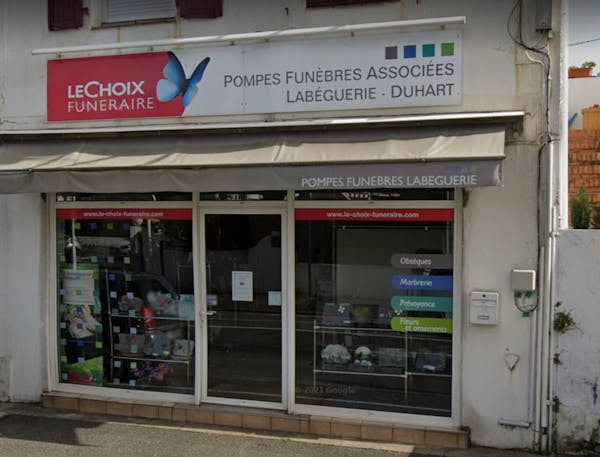 LECHOIX
FUNERAIRE
POMPES FUNÈBRES ASSOCIÉES
LABÉGUERIE - DUHART
POMPES FUNEBRES LABEGUERIE
www.le-choix-funeraire.com
www.le-choix-funeraire.com
Obsèques
Marbrerie
Prévoyance
Fleurs
et ornements
2021 Google